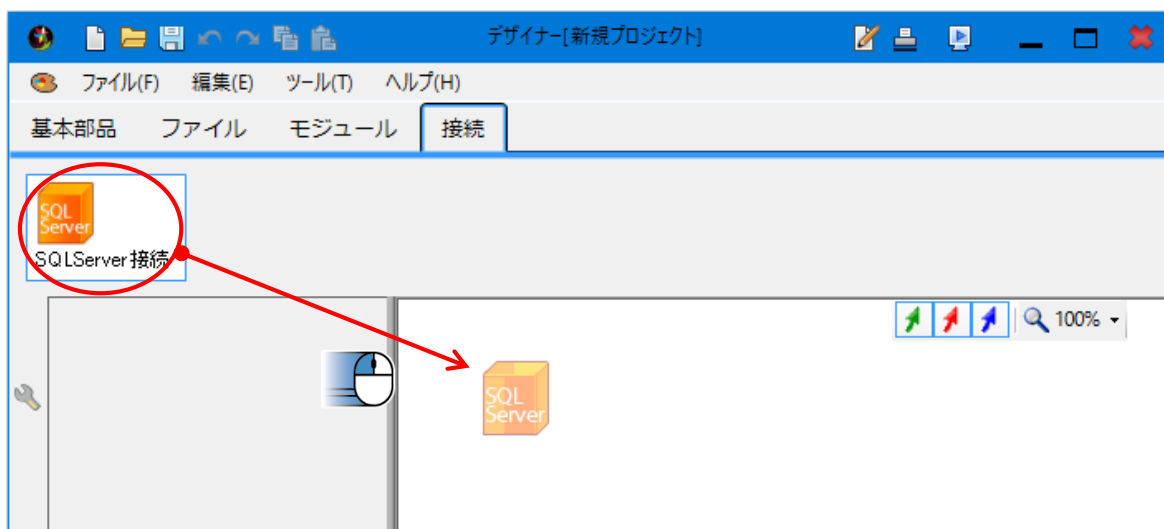 デザイナー[新規プロジェクト]
ファイル(F) 編集(E) ツール(T) ヘルプ(H)
基本部品 ファイル モジュール 接続
SQL
Server
SQLServer接続
100%
SQL
Server